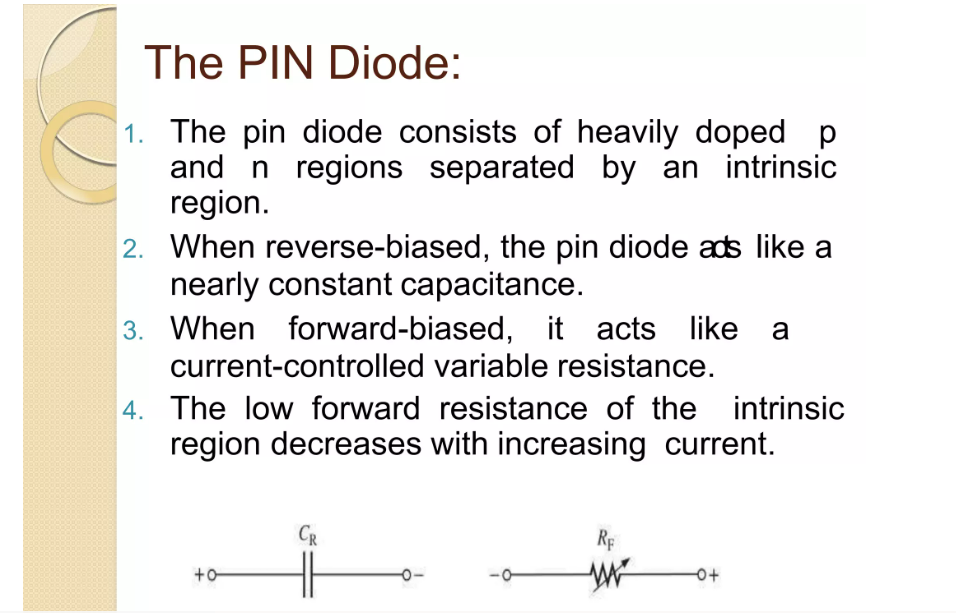 The PIN Diode:
1. The pin diode consists of heavily doped p
and n regions separated by an intrinsic
region.
2. When reverse-biased, the pin diode acts like a
nearly constant capacitance.
3. When forward-biased, it acts like a
current-controlled variable resistance.
4. The low forward resistance of the intrinsic
region decreases with increasing current.
CR RF
+ − − +